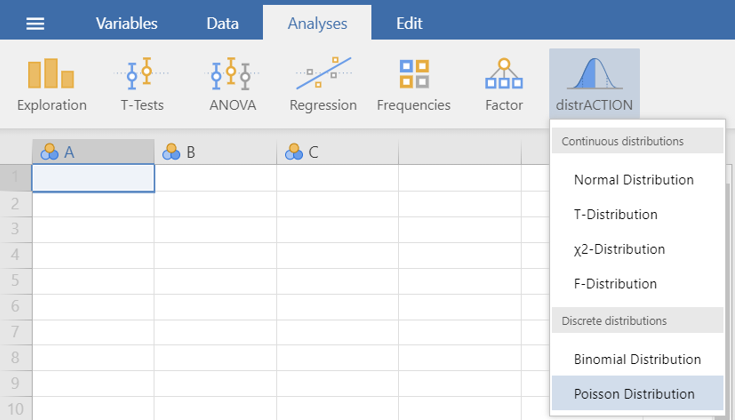 Variables Data Analyses Edit
Exploration T-Tests ANOVA Regression Frequencies Factor distrACTION
Continuous distributions
A B C
Normal Distribution
T-Distribution
χ2-Distribution
F-Distribution
Discrete distributions
Binomial Distribution
Poisson Distribution
1
2
3
4
5
6
7
8
9
10